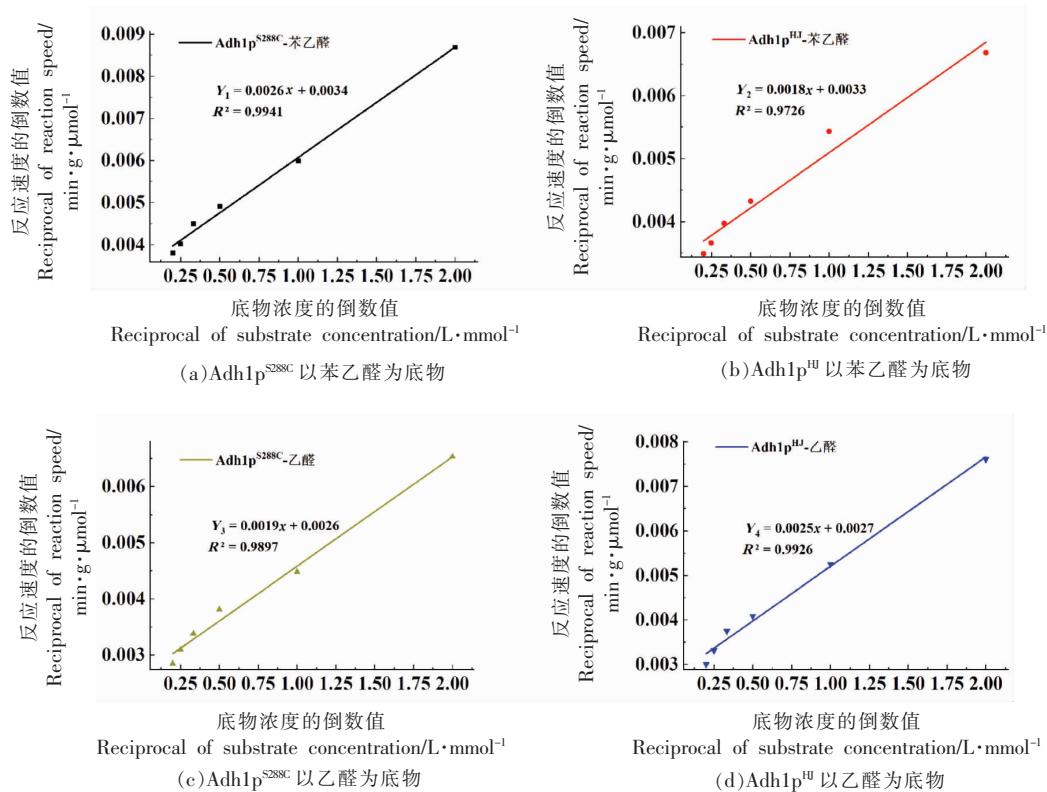 0.009
0.008
0.007
0.006
0.005
0.004
反应速度的倒数值
Reciprocal of reaction speed/
min·g·μmol⁻¹
Adh1p^S288C-苯乙醛
Y₁ = 0.0026x + 0.0034
R² = 0.9941
0.25 0.50 0.75 1.00 1.25 1.50 1.75 2.00
底物浓度的倒数值
Reciprocal of substrate concentration/L·mmol⁻¹
(a)Adh1p^S288C 以苯乙醛为底物
0.007
0.006
0.005
0.004
反应速度的倒数值
Reciprocal of reaction speed/
min·g·μmol⁻¹
Adh1p^HJ-苯乙醛
Y₂ = 0.0018x + 0.0033
R² = 0.9726
0.25 0.50 0.75 1.00 1.25 1.50 1.75 2.00
底物浓度的倒数值
Reciprocal of substrate concentration/L·mmol⁻¹
(b)Adh1p^HJ 以苯乙醛为底物
0.006
0.005
0.004
0.003
反应速度的倒数值
Reciprocal of reaction speed/
min·g·μmol⁻¹
Adh1p^S288C-乙醛
Y₃ = 0.0019x + 0.0026
R² = 0.9897
0.25 0.50 0.75 1.00 1.25 1.50 1.75 2.00
底物浓度的倒数值
Reciprocal of substrate concentration/L·mmol⁻¹
(c)Adh1p^S288C 以乙醛为底物
0.008
0.007
0.006
0.005
0.004
0.003
反应速度的倒数值
Reciprocal of reaction speed/
min·g·μmol⁻¹
Adh1p^HJ-乙醛
Y₄ = 0.0025x + 0.0027
R² = 0.9926
0.25 0.50 0.75 1.00 1.25 1.50 1.75 2.00
底物浓度的倒数值
Reciprocal of substrate concentration/L·mmol⁻¹
(d)Adh1p^HJ 以乙醛为底物